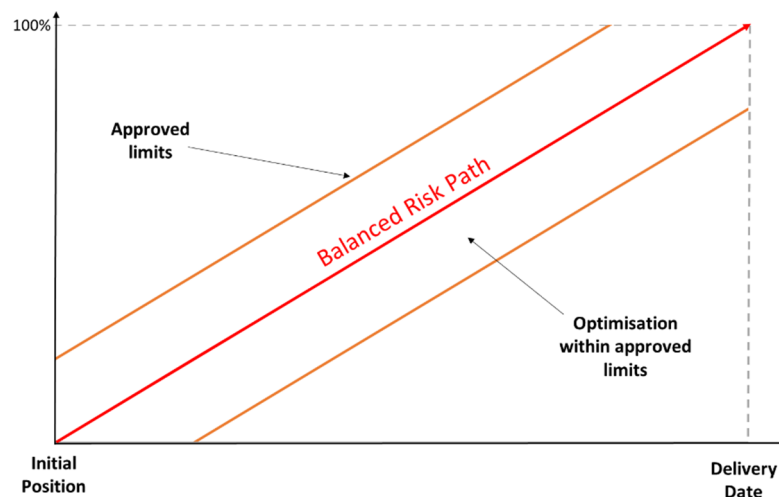 100%
Approved
limits
Balanced Risk Path
Optimisation
within approved
limits
Initial
Position
Delivery
Date